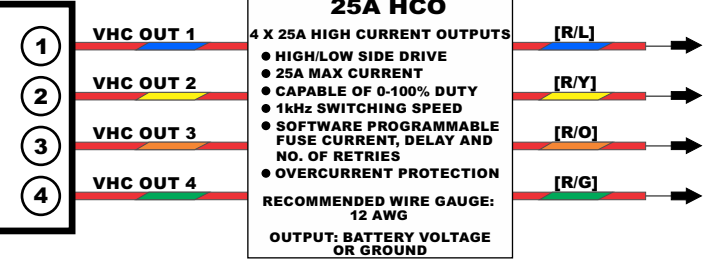 25A HCO
4 X 25A HIGH CURRENT OUTPUTS
1 VHC OUT 1 [R/L]
● HIGH/LOW SIDE DRIVE
● 25A MAX CURRENT
2 VHC OUT 2 [R/Y]
● CAPABLE OF 0-100% DUTY
● 1kHz SWITCHING SPEED
3 VHC OUT 3 [R/O]
● SOFTWARE PROGRAMMABLE
FUSE CURRENT, DELAY AND
NO. OF RETRIES
● OVERCURRENT PROTECTION
4 VHC OUT 4 [R/G]
RECOMMENDED WIRE GAUGE:
12 AWG
OUTPUT: BATTERY VOLTAGE
OR GROUND